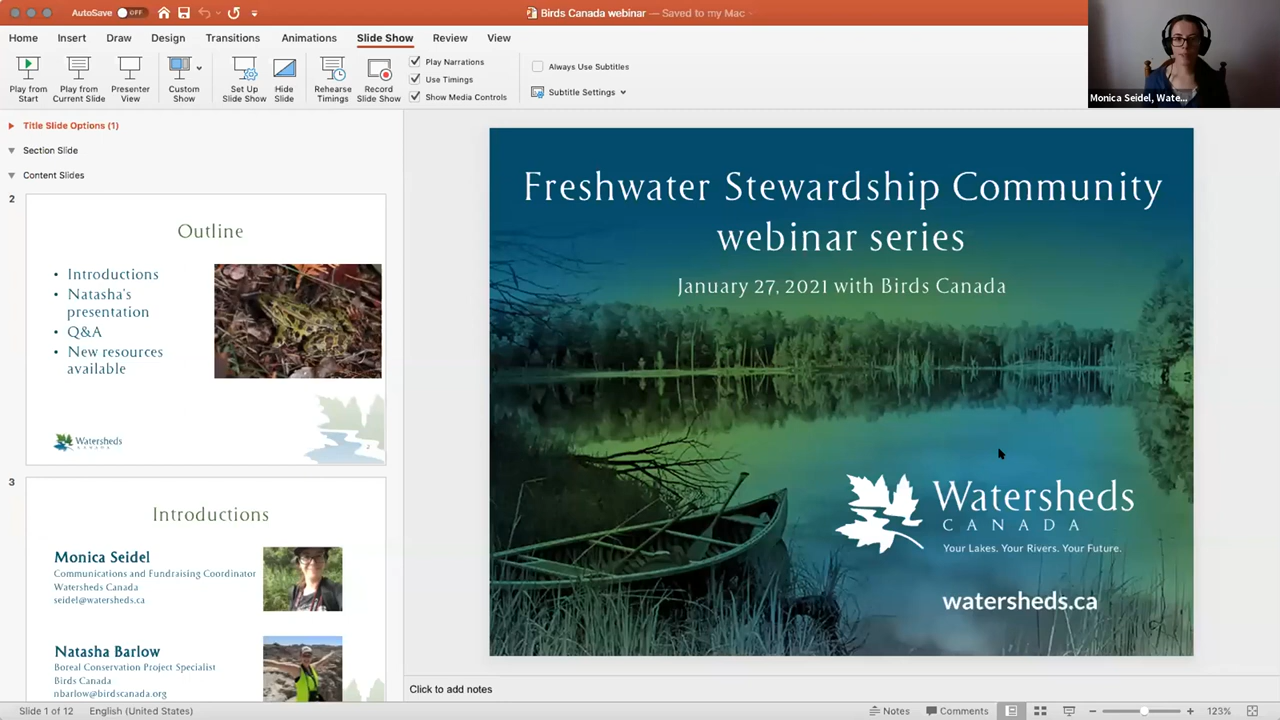 AutoSave OFF
Birds Canada webinar — Saved to my Mac
Home Insert Draw Design Transitions Animations Slide Show Review View
Play from Start
Play from Current Slide
Presenter View
Custom Show
Set Up Slide Show
Hide Slide
Rehearse Timings
Record Slide Show
Play Narrations
Use Timings
Show Media Controls
Always Use Subtitles
Subtitle Settings
Monica Seidel, Wate...
Title Slide Options (1)
Section Slide
Content Slides
2
Outline
• Introductions
• Natasha's
presentation
• Q&A
• New resources
available
Watersheds
CANADA
3
Introductions
Monica Seidel
Communications and Fundraising Coordinator
Watersheds Canada
seidel@watersheds.ca
Natasha Barlow
Boreal Conservation Project Specialist
Birds Canada
nbarlow@birdscanada.org
Freshwater Stewardship Community
webinar series
January 27, 2021 with Birds Canada
Watersheds
CANADA
Your Lakes. Your Rivers. Your Future.
watersheds.ca
Click to add notes
Slide 1 of 12 English (United States) Notes Comments 123%